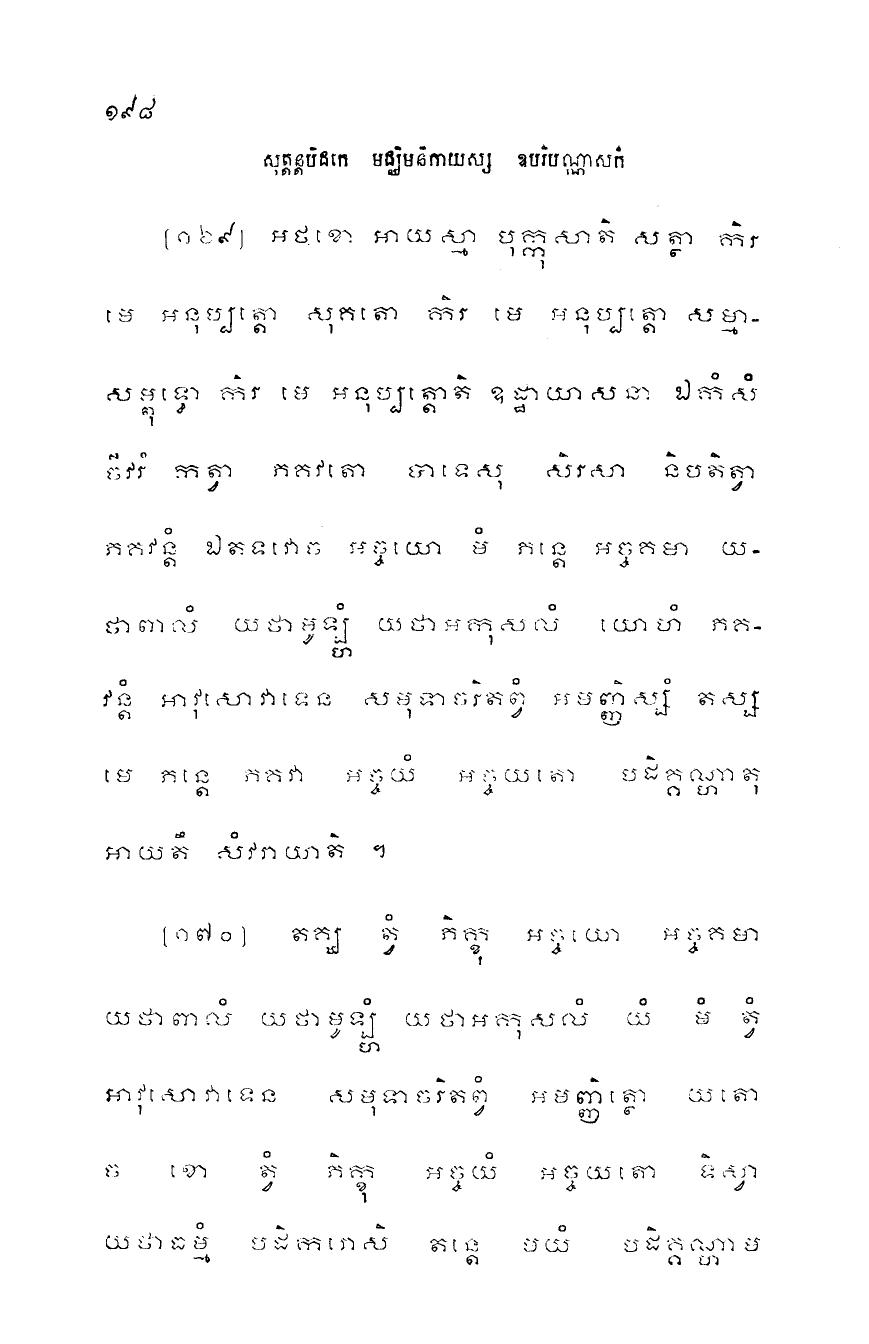 ១៩៨
សុត្តន្តបិដកេ មជ្ឈិមនិកាយស្ស ឧបរិបណ្ណាសកំ
[១៦៩] អថខោ អាយស្មា បុក្កុសាតិ សត្ថា កិរ
មេ អនុប្បត្តោ សុគតោ កិរ មេ អនុប្បត្តោ សម្មា-
សម្ពុទ្ធោ កិរ មេ អនុប្បត្តោតិ ឧដ្ឋាយាសនា ឯកំសំ
ចីវរំ កត្វា ភគវតោ បាទេសុ សិរសា និបតិត្វា
ភគវន្តំ ឯតទវោច អច្ចយោ មំ ភន្តេ អច្ចគមា យ-
ថាពាលំ យថាមូឡ្ហំ យថាអកុសលំ យោហំ ភគ-
វន្តំ អាវុសោវាទេន សមុទាចរិតព្វំ អមញ្ញិស្សំ តស្ស
មេ ភន្តេ ភគវា អច្ចយំ អច្ចយតោ បដិគ្គណ្ហាតុ
អាយតឹ សំវរាយាតិ ។
[១៧០] តគ្ឃ ត្វំ ភិក្ខុ អច្ចយោ អច្ចគមា
យថាពាលំ យថាមូឡ្ហំ យថាអកុសលំ យំ មំ ត្វំ
អាវុសោវាទេន សមុទាចរិតព្វំ អមញ្ញិត្ថោ យតោ
ច ខោ ត្វំ ភិក្ខុ អច្ចយំ អច្ចយតោ ទិស្វា
យថាធម្មំ បដិករោសិ តន្តេ មយំ បដិគ្គណ្ហាម